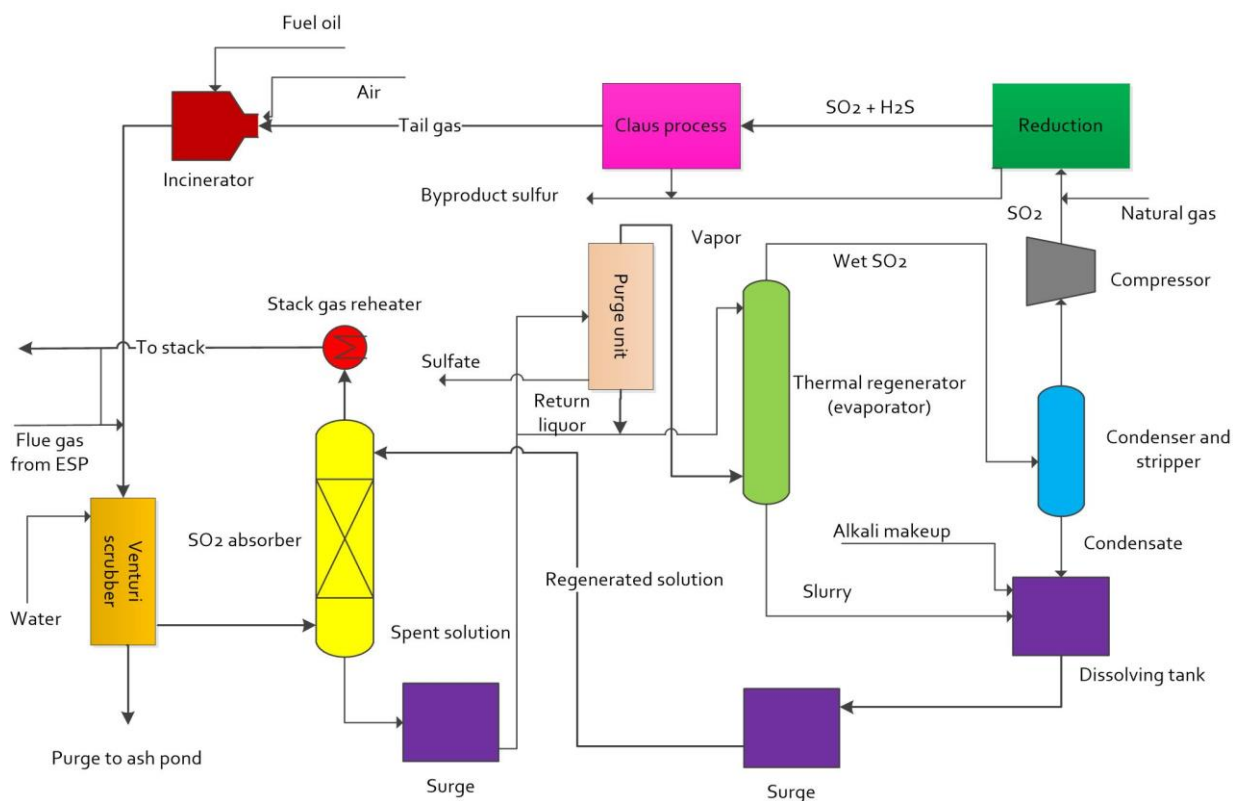 Fuel oil
Air
SO2 + H2S
Claus process
Reduction
Tail gas
Incinerator
Byproduct sulfur
SO2
Natural gas
Vapor
Wet SO2
Purge unit
Compressor
Stack gas reheater
To stack
Sulfate
Thermal regenerator
(evaporator)
Return
liquor
Flue gas
from ESP
Condenser and
stripper
Venturi
scrubber
SO2 absorber
Alkali makeup
Condensate
Regenerated solution
Slurry
Water
Spent solution
Dissolving tank
Purge to ash pond
Surge
Surge